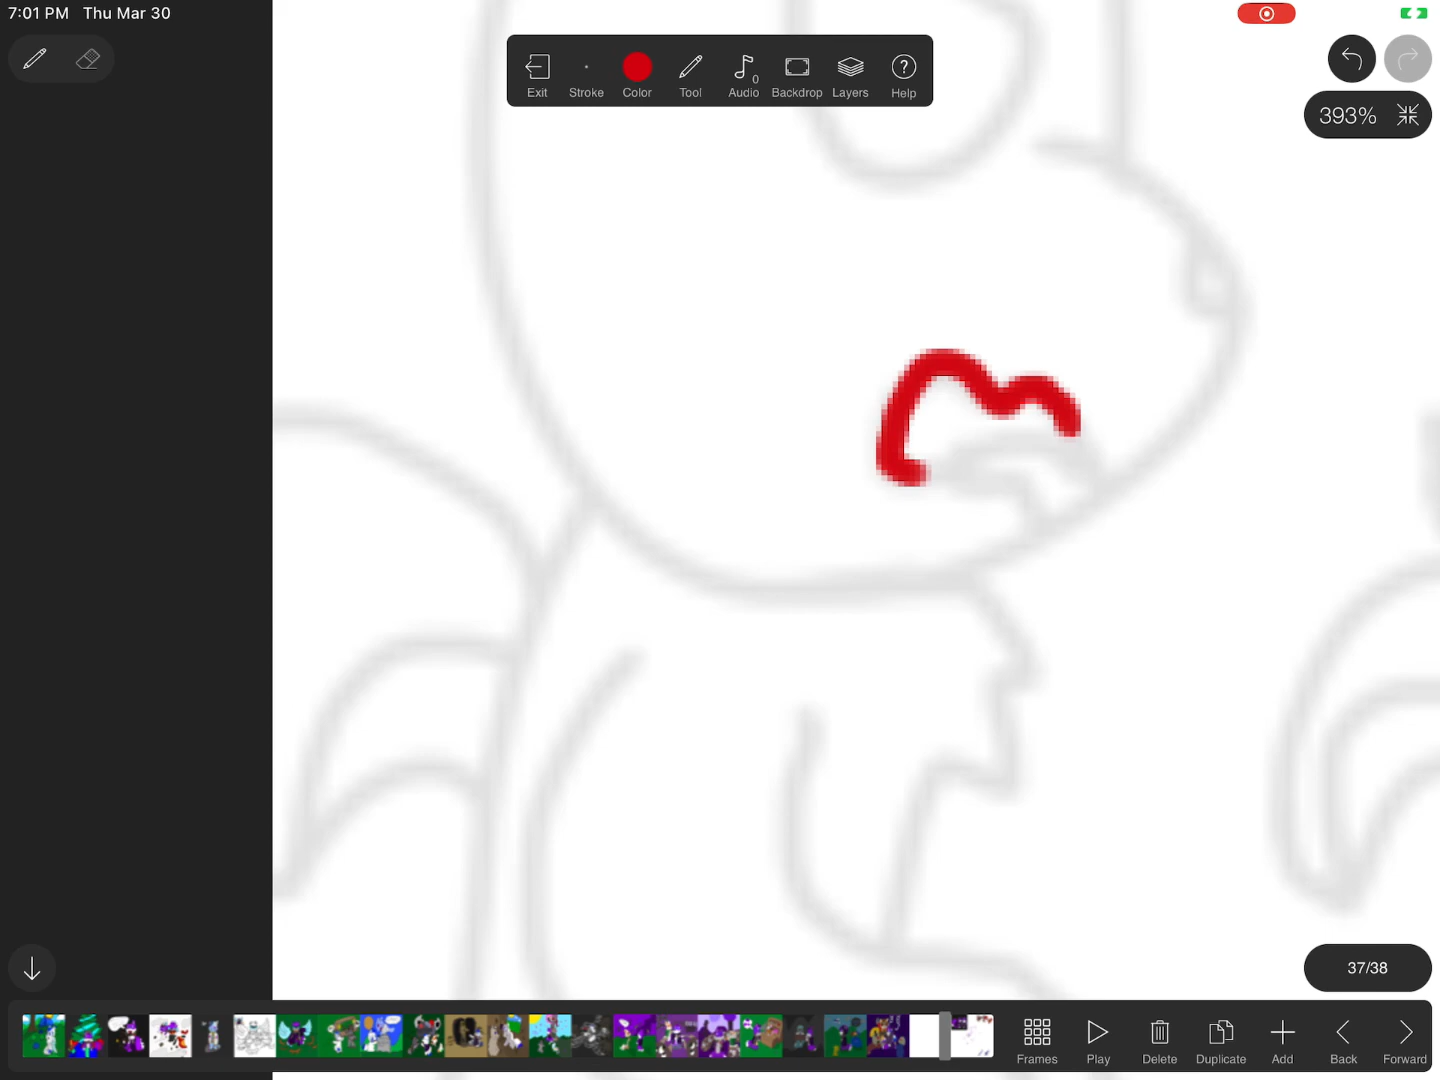 7:01 PM Thu Mar 30
Exit Stroke Color Tool Audio 0 Backdrop Layers Help
393%
37/38
Frames Play Delete Duplicate Add Back Forward